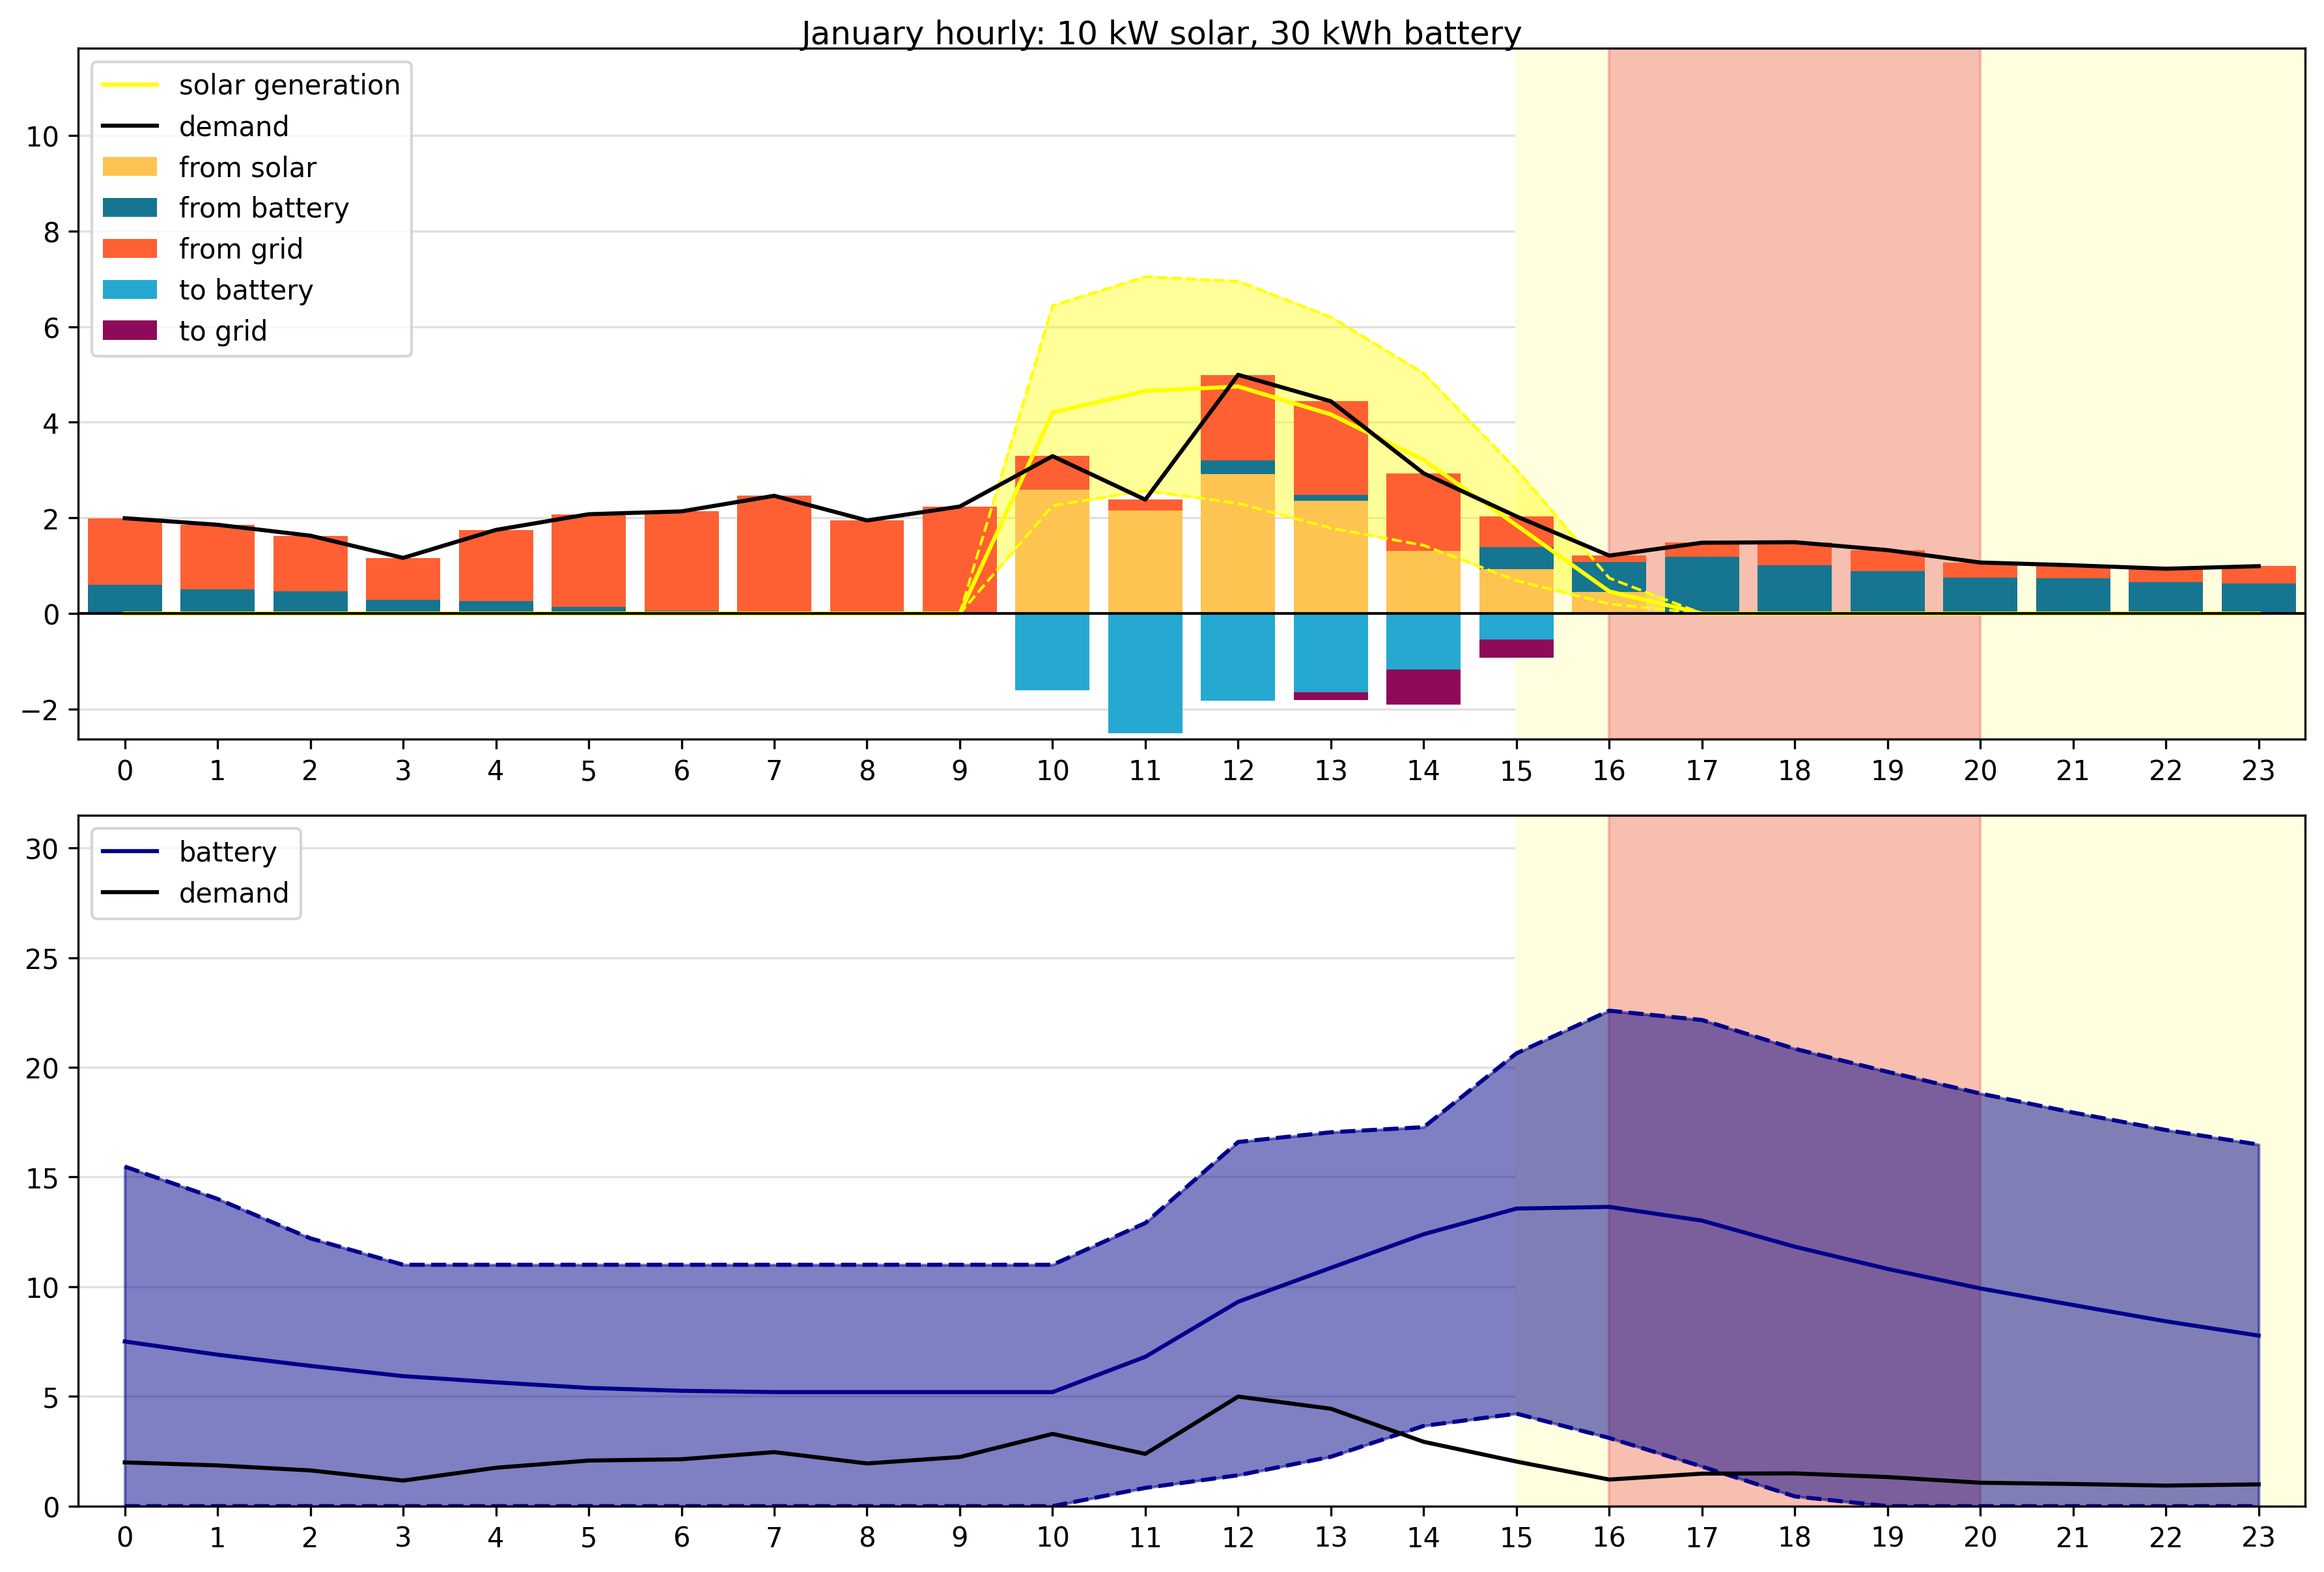 January hourly: 10 kW solar, 30 kWh battery
solar generation
demand
from solar
from battery
from grid
to battery
to grid
10
8
6
4
2
0
−2
0 1 2 3 4 5 6 7 8 9 10 11 12 13 14 15 16 17 18 19 20 21 22 23
battery
demand
30
25
20
15
10
5
0
0 1 2 3 4 5 6 7 8 9 10 11 12 13 14 15 16 17 18 19 20 21 22 23